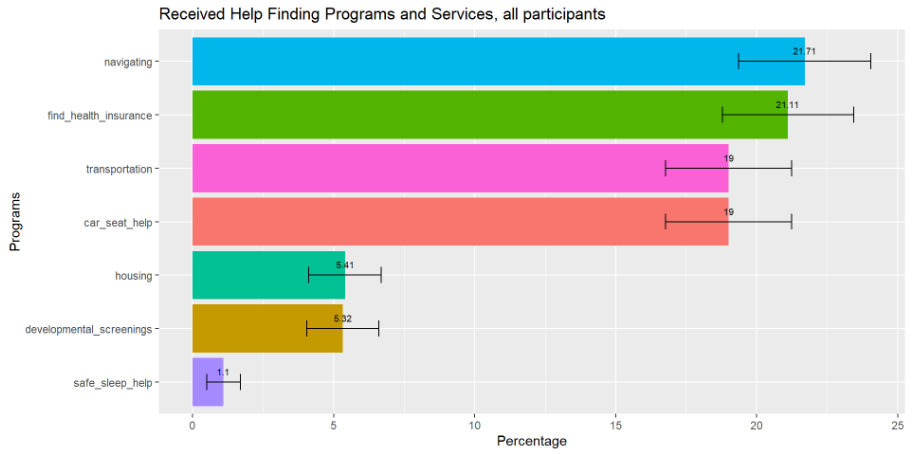 Received Help Finding Programs and Services, all participants
Programs
navigating
21.71
find_health_insurance
21.11
transportation
19
car_seat_help
19
housing
5.41
developmental_screenings
5.32
safe_sleep_help
1.1
0 5 10 15 20 25
Percentage